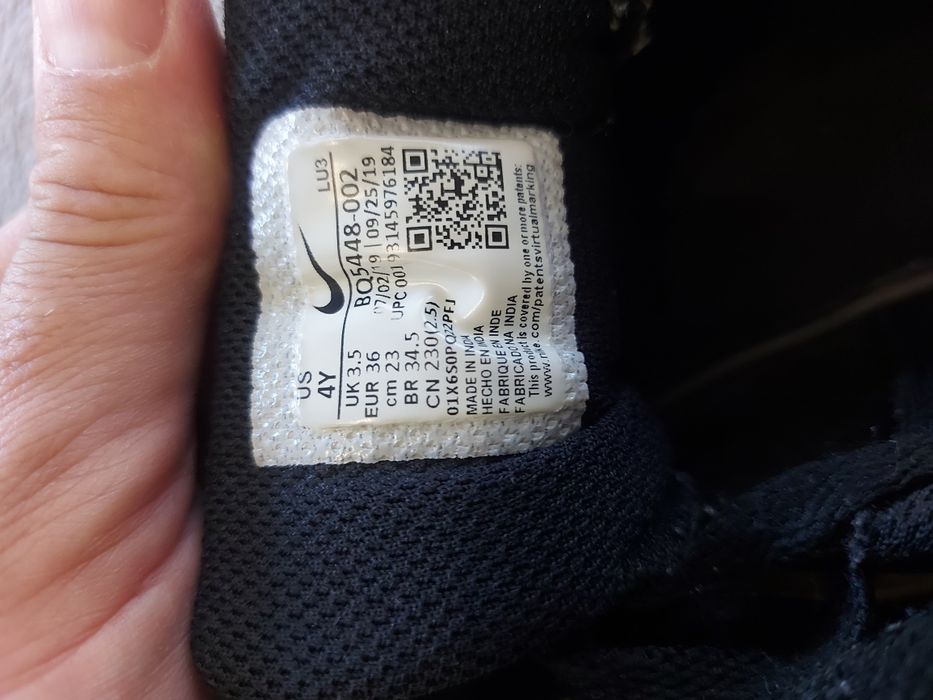 US LU3
4Y
UK 3.5 BQ5448-002
EUR 36 07/02/19 | 09/25/19
cm 23 UPC 00193145976184
BR 34.5
CN 230(2.5)
MADE IN INDIA
HECHO EN INDIA
FABRIQUE EN INDE
FABRICADO NA INDIA
This product is covered by one or more patents:
www.nike.com/patentsvirtualmarking